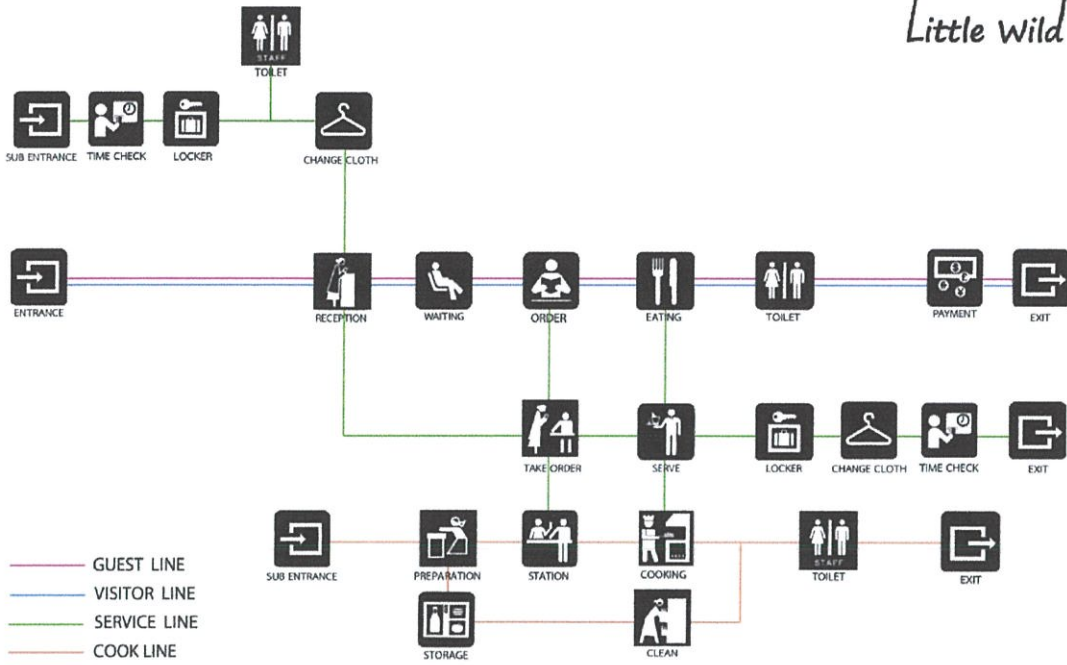 Little Wild
STAFF
TOILET
SUB ENTRANCE
TIME CHECK
LOCKER
CHANGE CLOTH
ENTRANCE
RECEPTION
WAITING
ORDER
EATING
TOILET
PAYMENT
EXIT
TAKE ORDER
SERVE
LOCKER
CHANGE CLOTH
TIME CHECK
EXIT
SUB ENTRANCE
PREPARATION
STATION
COOKING
STAFF
TOILET
EXIT
STORAGE
CLEAN
GUEST LINE
VISITOR LINE
SERVICE LINE
COOK LINE